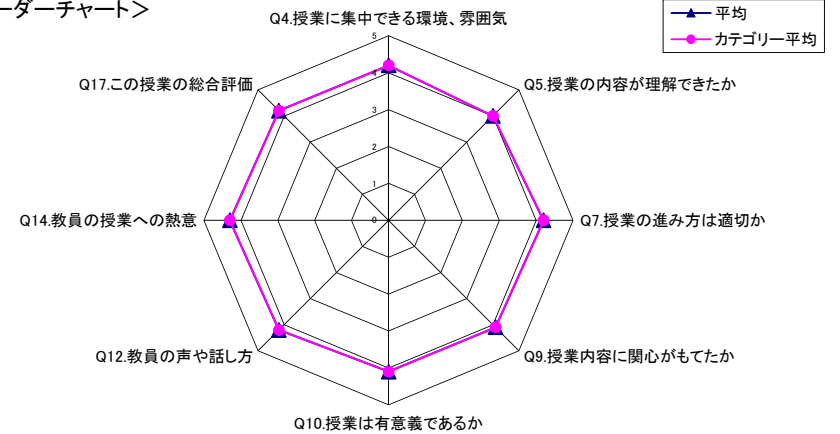 ーダーチャート＞
平均
カテゴリー平均
Q4.授業に集中できる環境、雰囲気
Q5.授業の内容が理解できたか
Q7.授業の進み方は適切か
Q9.授業内容に関心がもてたか
Q10.授業は有意義であるか
Q12.教員の声や話し方
Q14.教員の授業への熱意
Q17.この授業の総合評価
5
4
3
2
1
0